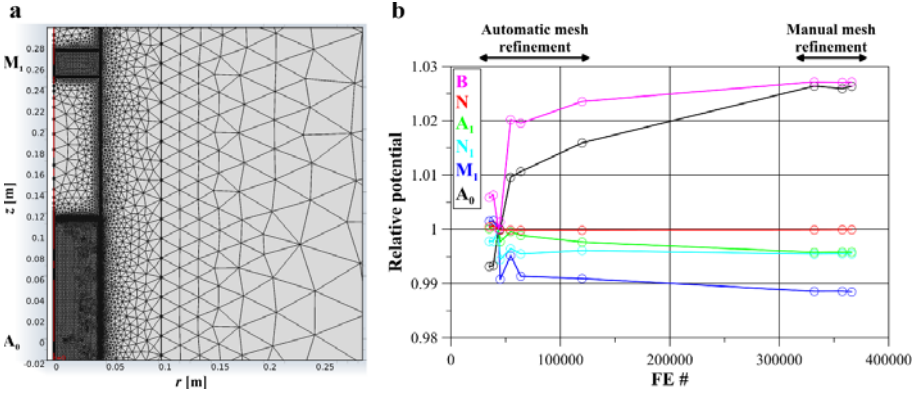 a
0.28
M₁
0.26
0.24
0.22
0.2
0.18
0.16
0.14
z [m]
0.12
0.1
0.08
0.06
0.04
0.02
A₀
0
-0.02
0 0.05 0.1 0.15 0.2 0.25
r [m]
b
Automatic mesh
refinement
Manual mesh
refinement
1.03
B
N
A₁
N₁
M₁
A₀
1.02
1.01
1
0.99
0.98
Relative potential
0 100000 200000 300000 400000
FE #